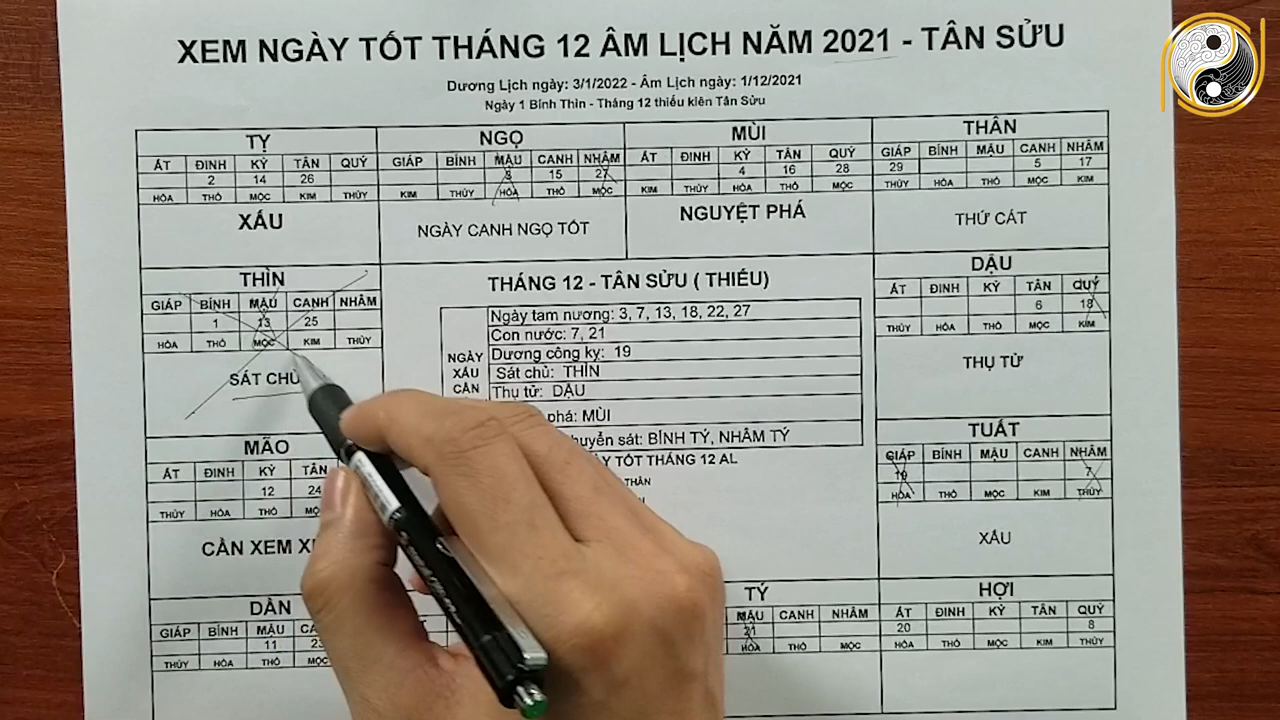 XEM NGÀY TỐT THÁNG 12 ÂM LỊCH NĂM 2021 - TÂN SỬU
Dương Lịch ngày: 3/1/2022 - Âm Lịch ngày: 1/12/2021
Ngày 1 Bính Thìn - Tháng 12 thiếu kiên Tân Sửu
TỴ NGỌ MÙI THÂN
ẤT ĐINH KỶ TÂN QUÝ GIÁP BÍNH MẬU CANH NHÂM ẤT ĐINH KỶ TÂN QUÝ GIÁP BÍNH MẬU CANH NHÂM
2 14 26 3 15 27 4 16 28 29 5 17
HỎA THỔ MỘC KIM THỦY KIM THỦY HỎA THỔ MỘC KIM THỦY HỎA THỔ MỘC THỦY HỎA THỔ MỘC KIM
XẤU NGÀY CANH NGỌ TỐT NGUYỆT PHÁ THỨ CÁT
THÌN
GIÁP BÍNH MẬU CANH NHÂM
1 13 25
HỎA THỔ MỘC KIM THỦY
SÁT CHỦ
THÁNG 12 - TÂN SỬU ( THIẾU)
Ngày tam nương: 3, 7, 13, 18, 22, 27
Con nước: 7, 21
NGÀY Dương công kỵ: 19
XẤU Sát chủ: THÌN
CẦN Thụ tử: DẬU
phá: MÙI
huyển sát: BÍNH TÝ, NHÂM TÝ
Y TỐT THÁNG 12 AL
THÂN
DẬU
ẤT ĐINH KỶ TÂN QUÝ
6 18
THỦY HỎA THỔ MỘC KIM
THỤ TỬ
MÃO
ẤT ĐINH KỶ TÂN
12 24
THỦY HỎA THỔ
CẦN XEM
TUẤT
GIÁP BÍNH MẬU CANH NHÂM
19 7
HỎA THỔ MỘC KIM THỦY
XẤU
DẦN
GIÁP BÍNH MẬU
11
THỦY HỎA THỔ MỘC
TÝ
MẬU CANH NHÂM
21
HỎA THỔ MỘC
HỢI
ẤT ĐINH KỶ TÂN QUÝ
20 8
HỎA THỔ MỘC KIM THỦY